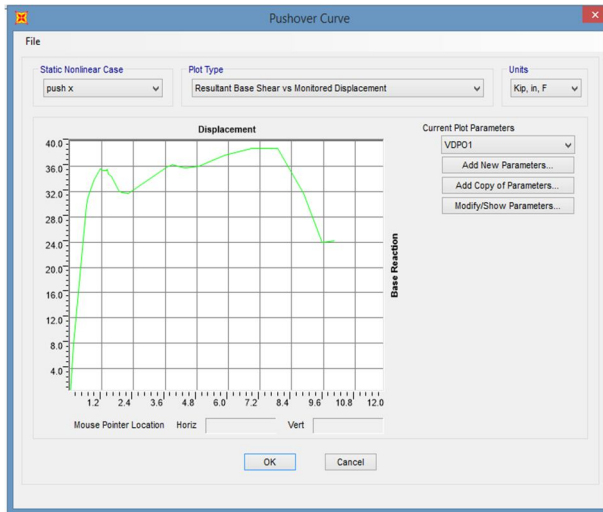 Pushover Curve
File
Static Nonlinear Case
push x
Plot Type
Resultant Base Shear vs Monitored Displacement
Units
Kip, in, F
Displacement
40.0
36.0
32.0
28.0
24.0
20.0
16.0
12.0
8.0
4.0
1.2 2.4 3.6 4.8 6.0 7.2 8.4 9.6 10.8 12.0
Base Reaction
Current Plot Parameters
VDPO1
Add New Parameters...
Add Copy of Parameters...
Modify/Show Parameters...
Mouse Pointer Location Horiz Vert
OK Cancel